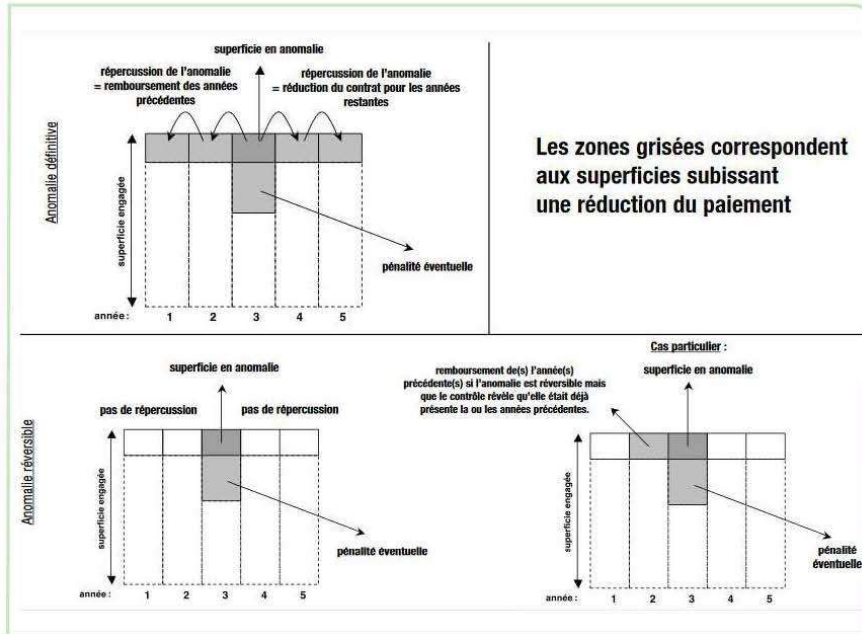 superficie en anomalie
répercussion de l'anomalie
= remboursement des années
précédentes
répercussion de l'anomalie
= réduction du contrat pour les années
restantes
Anomalie définitive
superficie engagée
pénalité éventuelle
année :
1
2
3
4
5
Les zones grisées correspondent
aux superficies subissant
une réduction du paiement
superficie en anomalie
pas de répercussion
pas de répercussion
Anomalie réversible
superficie engagée
pénalité éventuelle
année :
1
2
3
4
5
Cas particulier :
remboursement de(s) l'année(s)
précédente(s) si l'anomalie est réversible mais
que le contrôle révèle qu'elle était déjà
présente la ou les années précédentes.
superficie en anomalie
superficie engagée
pénalité
éventuelle
année :
1
2
3
4
5